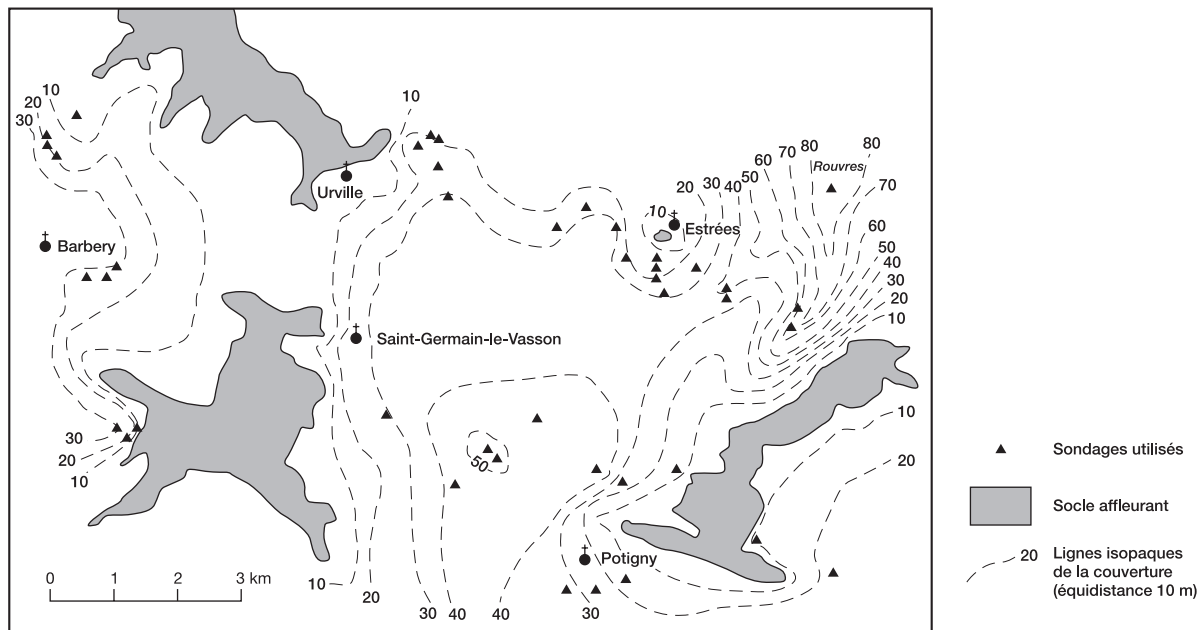 10
20
30
10
Urville
Barbery
10
Estrées
20
30
40
50
60
70
80
Rouvres
80
70
60
50
40
30
20
10
Saint-Germain-le-Vasson
50
30
20
10
10
20
Potigny
0 1 2 3 km
10
20
30
40
40
30
Sondages utilisés
Socle affleurant
20
Lignes isopaques
de la couverture
(équidistance 10 m)